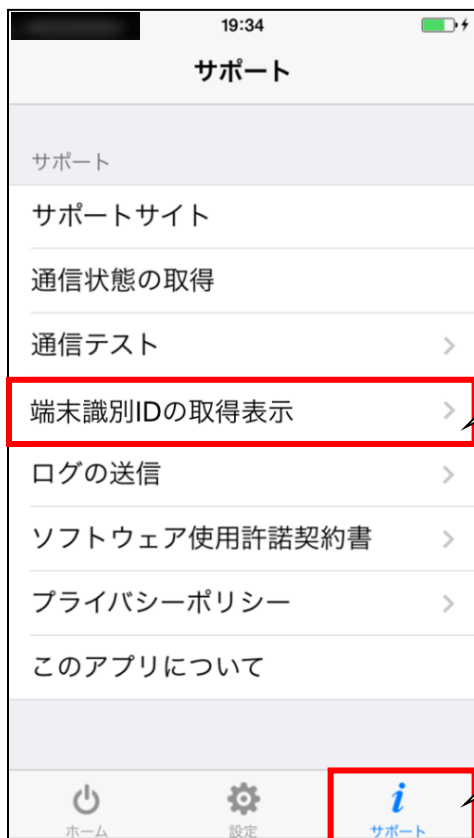 19:34
サポート
サポート
サポートサイト
通信状態の取得
通信テスト
端末識別IDの取得表示
ログの送信
ソフトウェア使用許諾契約書
プライバシーポリシー
このアプリについて
ホーム 設定 サポート